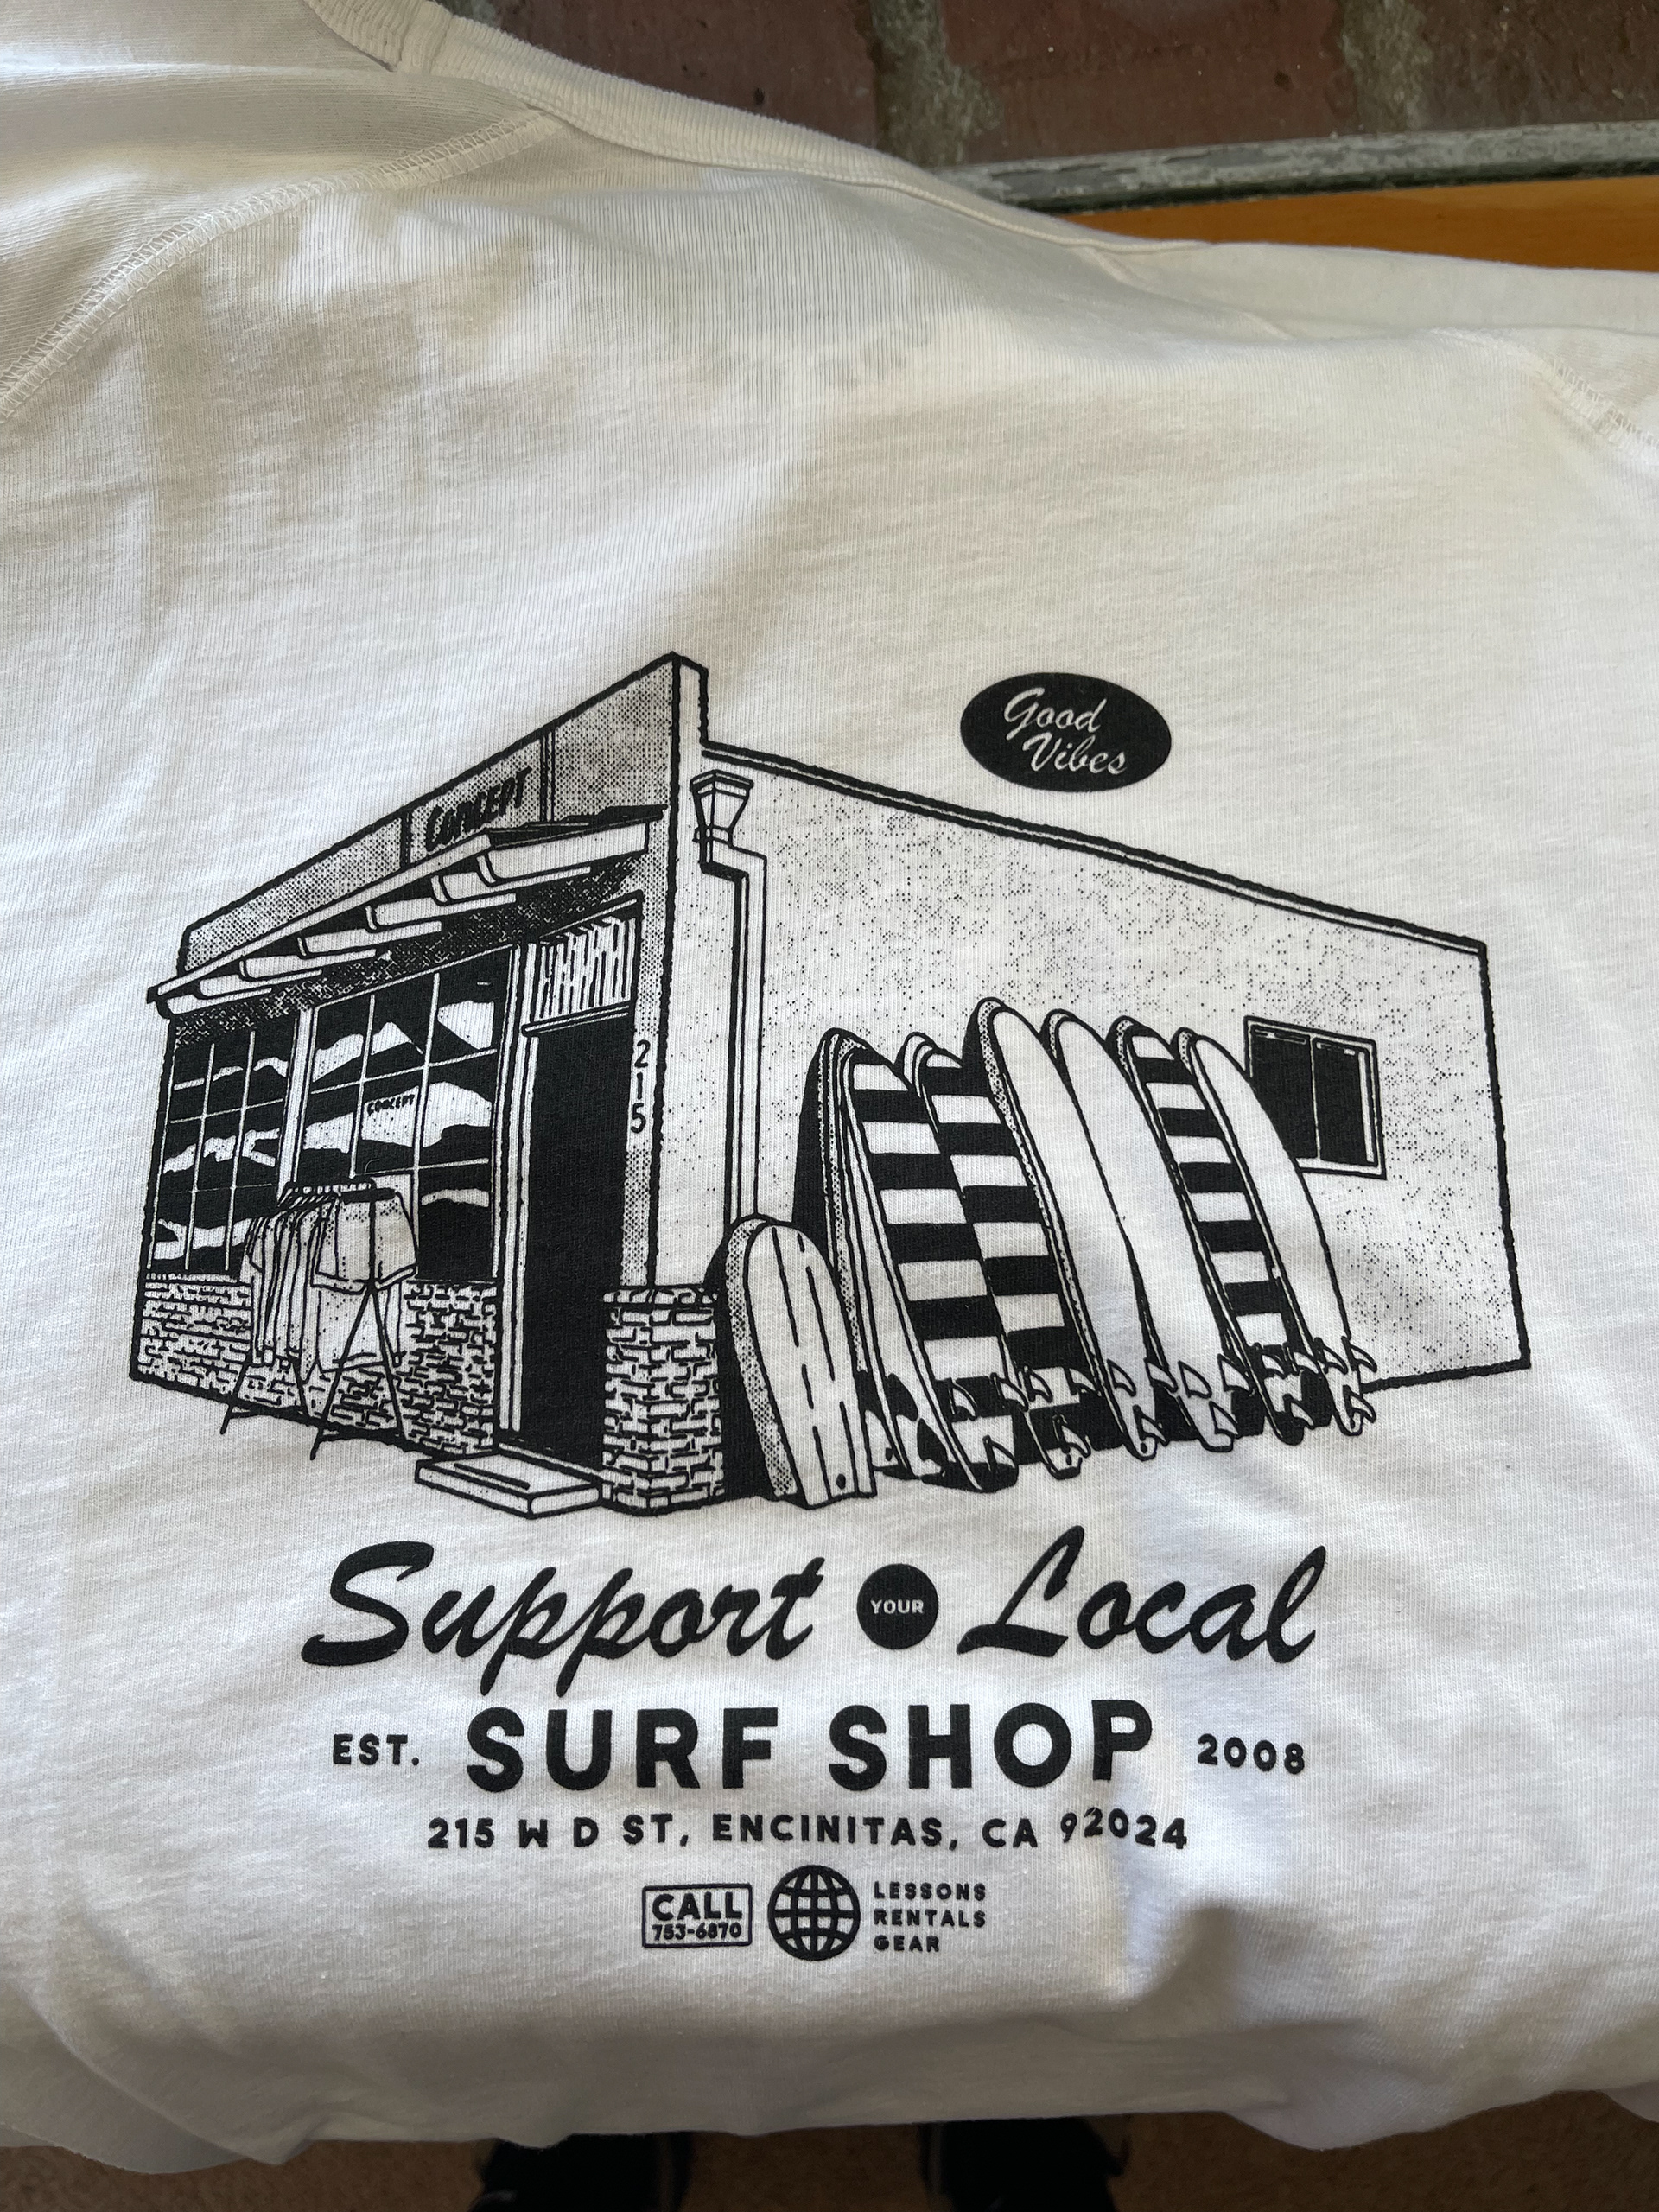 Good
Vibes
CONCEPT
215
CONCEPT
Support YOUR Local
EST. SURF SHOP 2008
215 W D ST, ENCINITAS, CA 92024
CALL
753-6870
LESSONS
RENTALS
GEAR